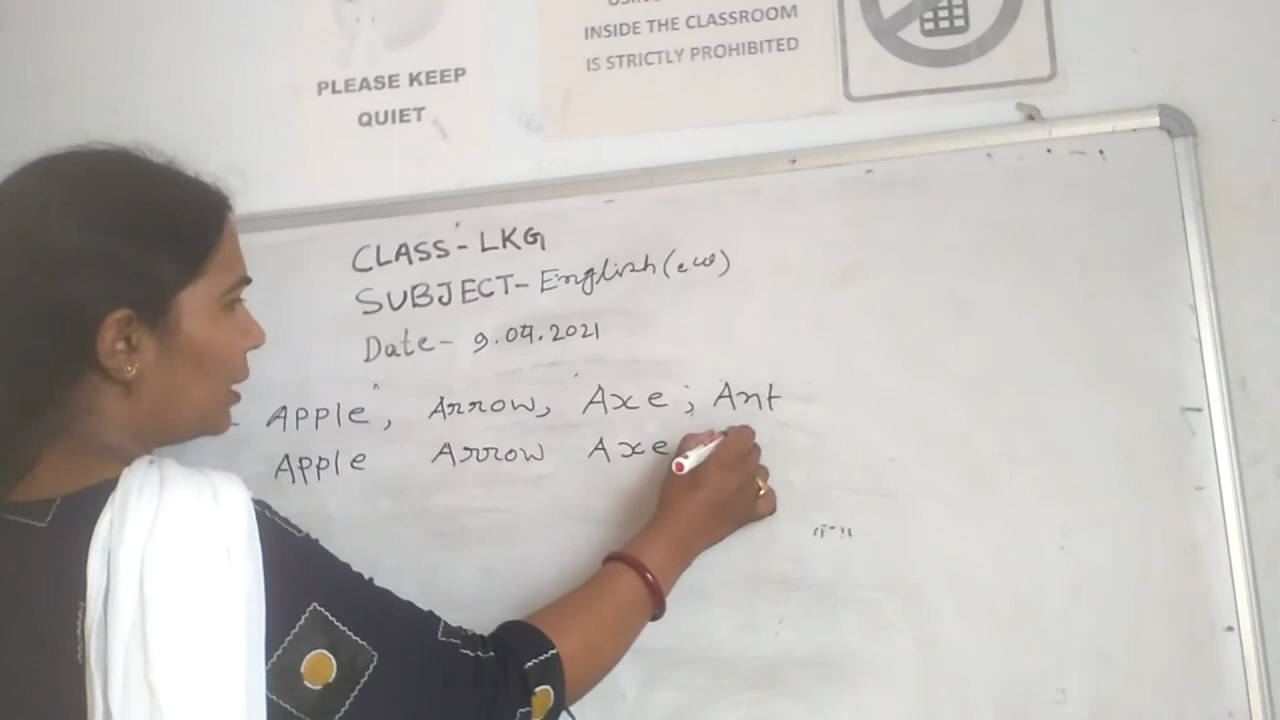 PLEASE KEEP
QUIET
INSIDE THE CLASSROOM
IS STRICTLY PROHIBITED
CLASS - LKG
SUBJECT - English (cw)
Date - 9.04.2021
Apple, Arrow, Axe, Ant
Apple Arrow Axe